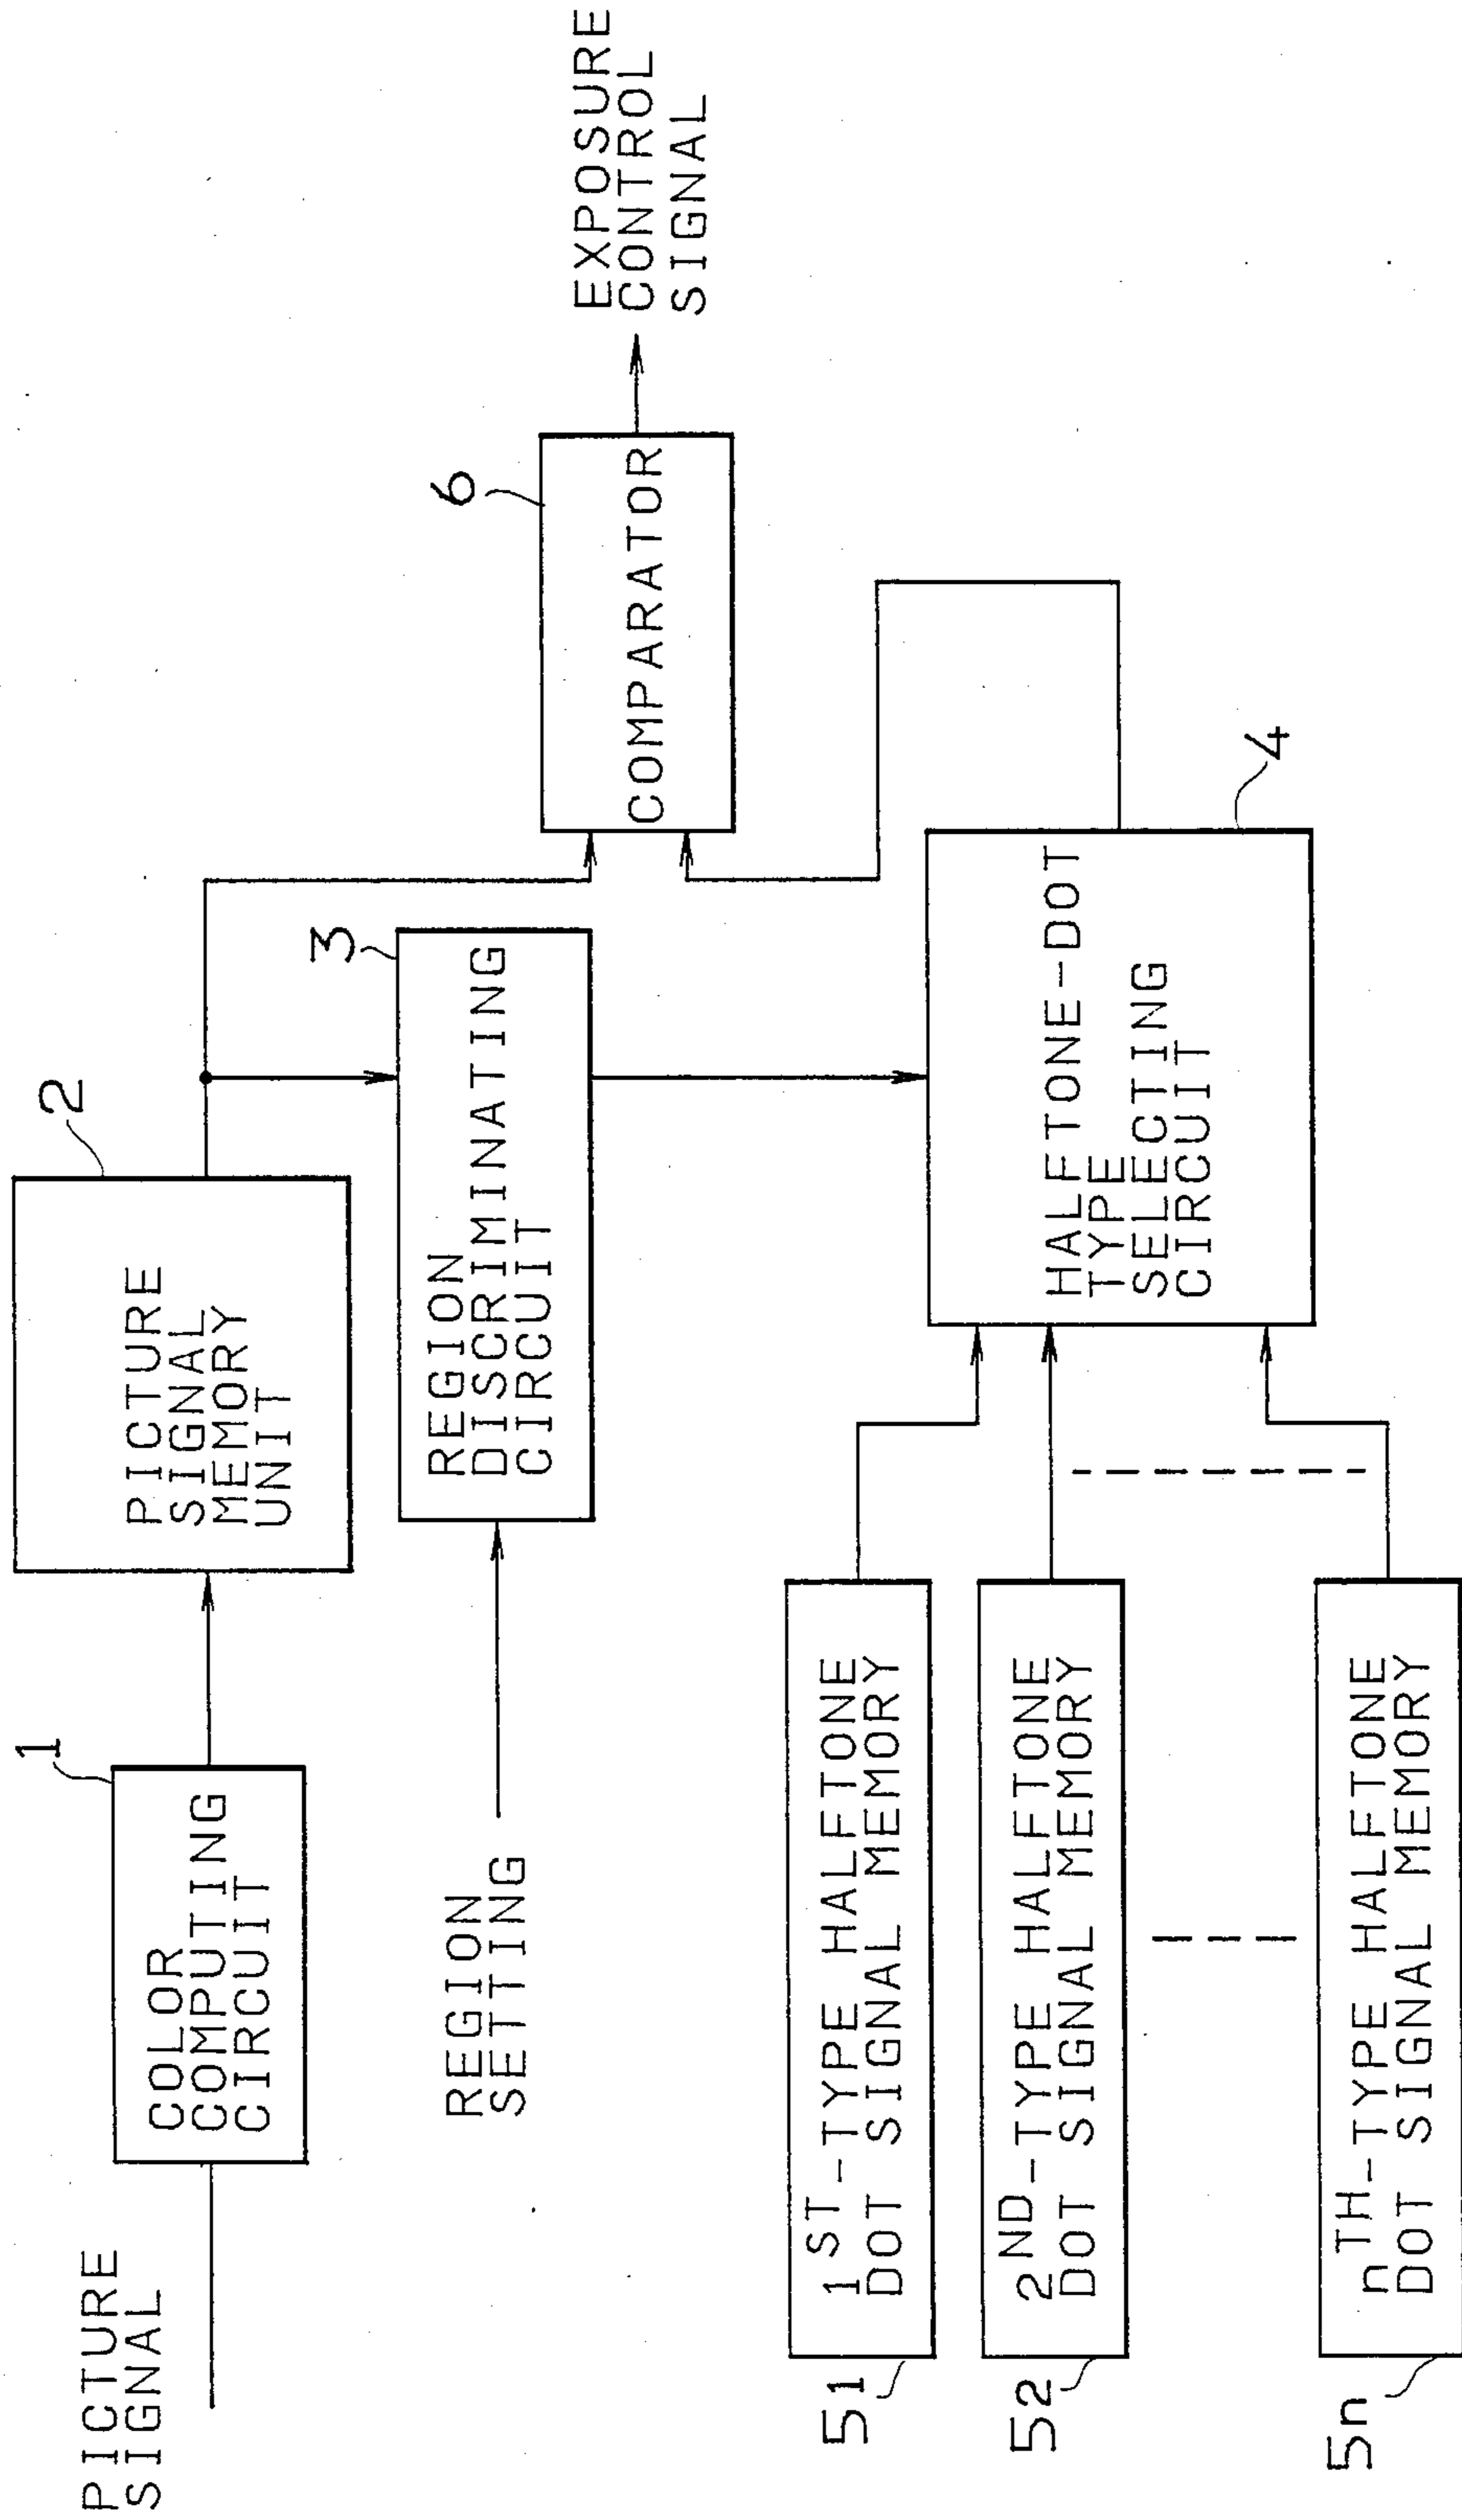 PICTURE
SIGNAL
1
COLOR
COMPUTING
CIRCUIT
2
PICTURE
SIGNAL
MEMORY
UNIT
REGION
SETTING
3
REGION
DISCRIMINATING
CIRCUIT
6
COMPARATOR
EXPOSURE
CONTROL
SIGNAL
4
HALFTONE-DOT
TYPE
SELECTING
CIRCUIT
51
1ST-TYPE HALFTONE
DOT SIGNAL MEMORY
52
2ND-TYPE HALFTONE
DOT SIGNAL MEMORY
5n
nTH-TYPE HALFTONE
DOT SIGNAL MEMORY